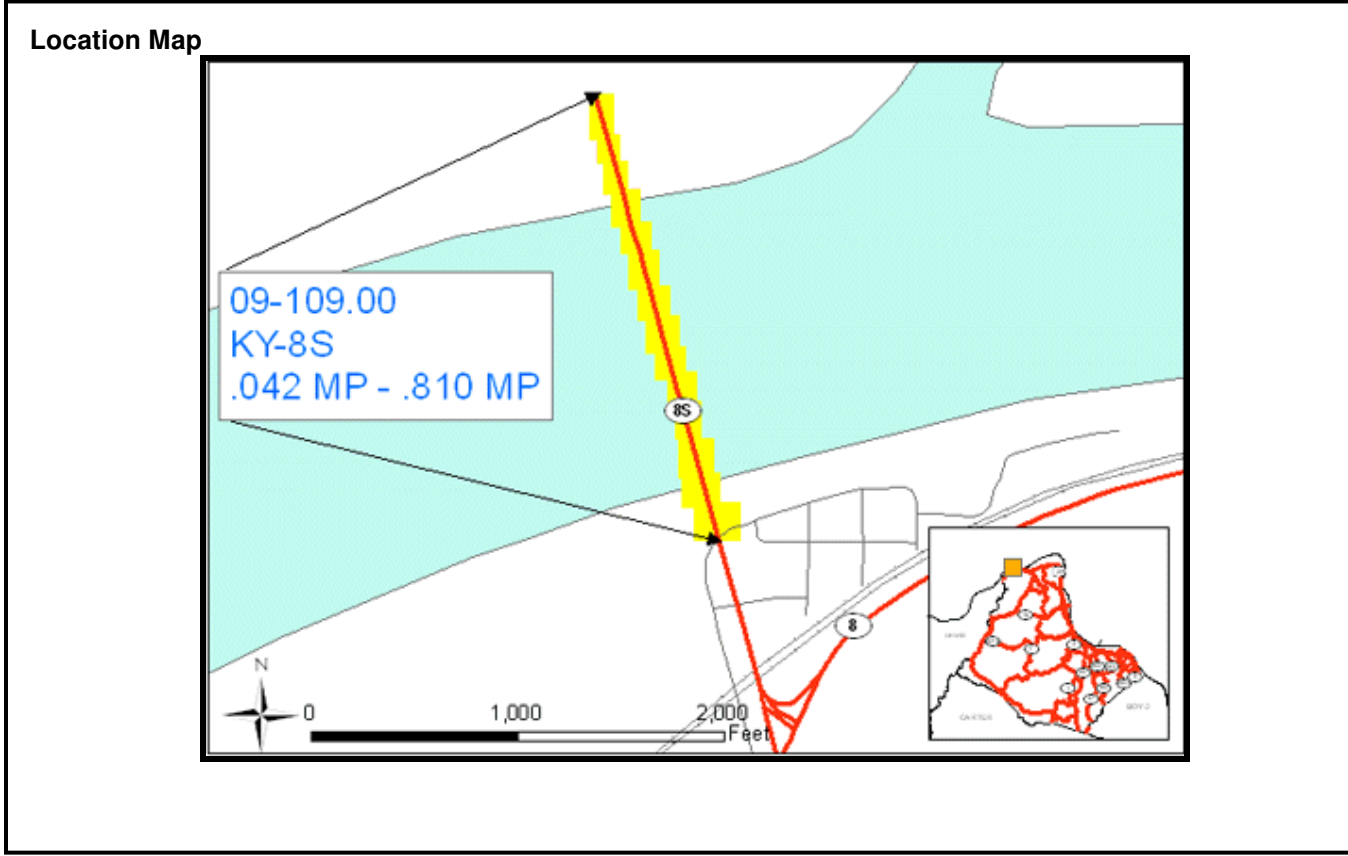 Location Map
09-109.00
KY-8S
.042 MP - .810 MP
8S
8
N
0 1,000 2,000
Feet
CARTER